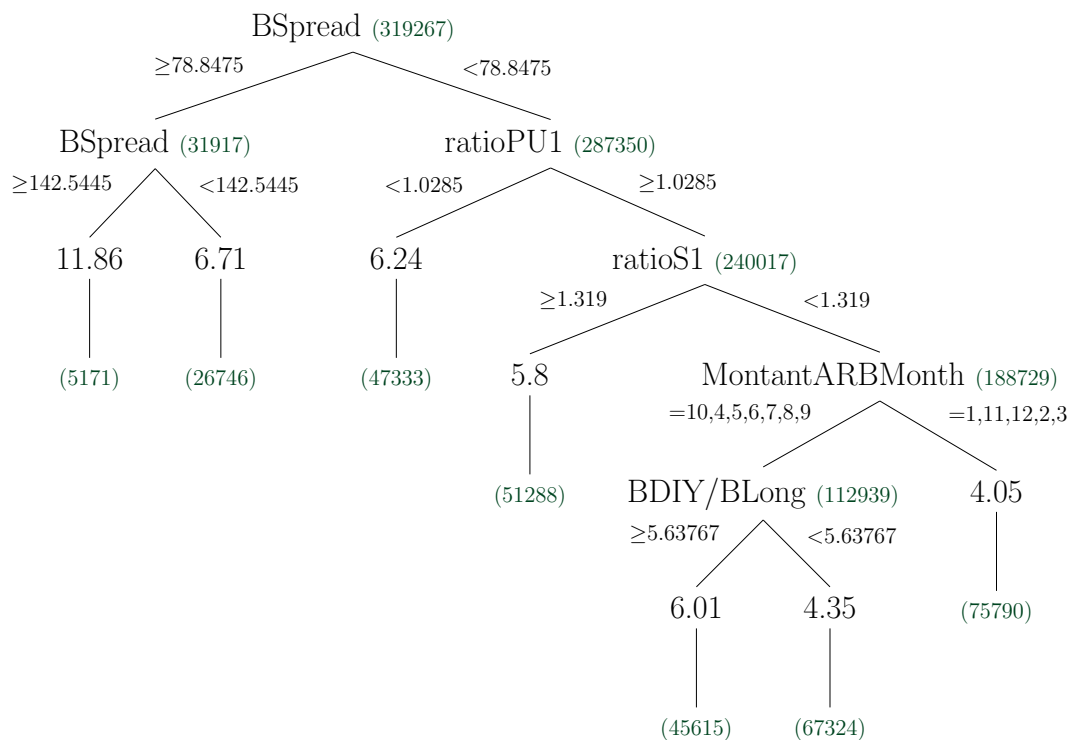 BSpread (319267)
≥78.8475 <78.8475
BSpread (31917) ratioPU1 (287350)
≥142.5445 <142.5445 <1.0285 ≥1.0285
11.86 6.71 6.24 ratioS1 (240017)
≥1.319 <1.319
(5171) (26746) (47333) 5.8 MontantARBMonth (188729)
=10,4,5,6,7,8,9 =1,11,12,2,3
(51288) BDIY/BLong (112939) 4.05
≥5.63767 <5.63767
6.01 4.35 (75790)
(45615) (67324)